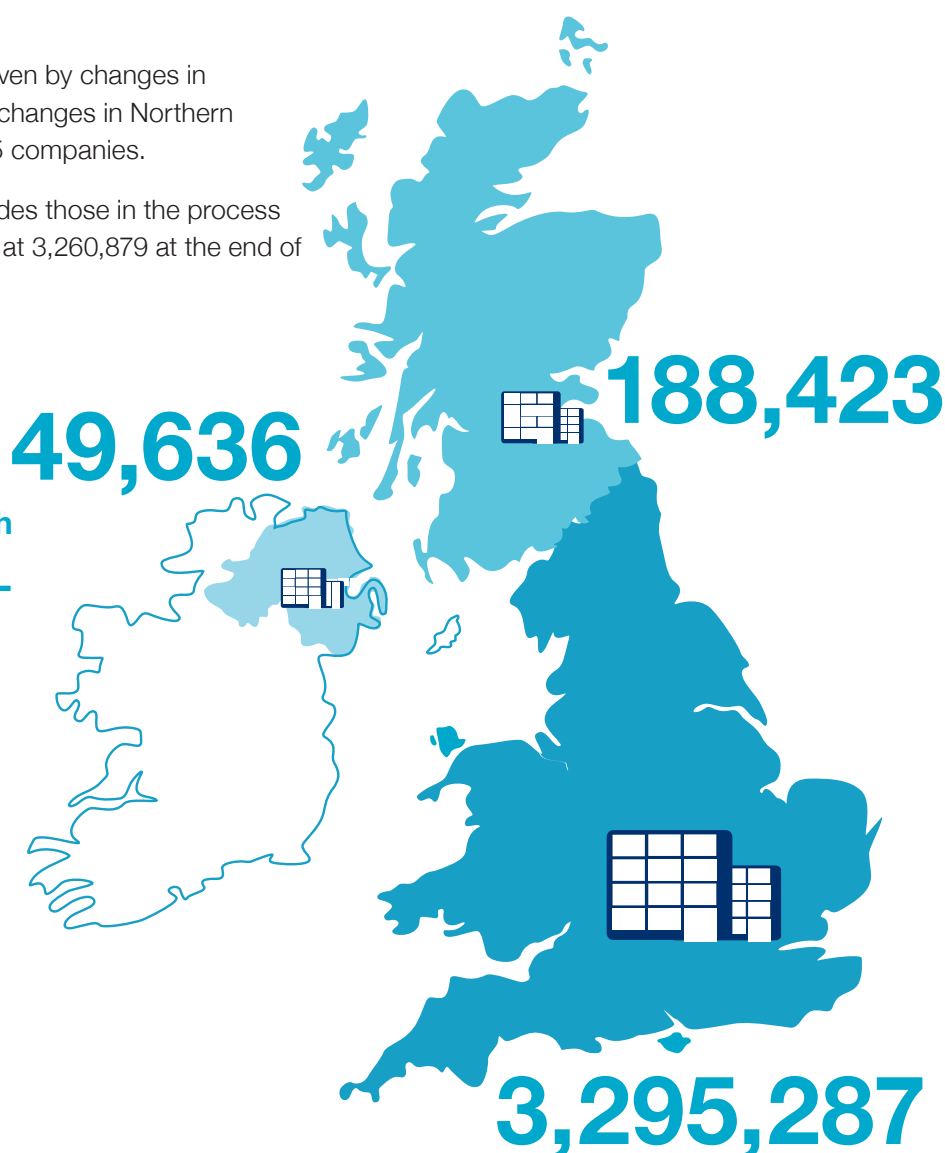 ven by changes in
changes in Northern
companies.
des those in the process
at 3,260,879 at the end of
188,423
49,636
h
3,295,287